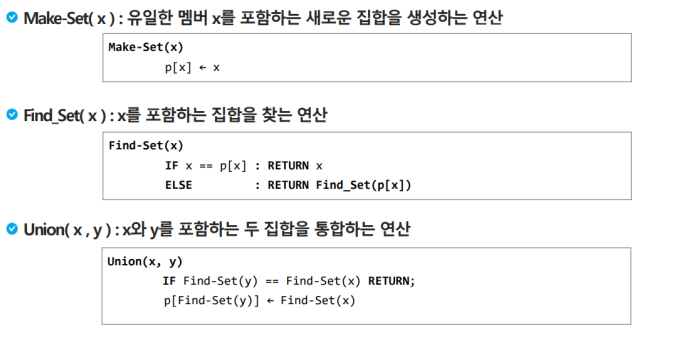 Make-Set( x ) : 유일한 멤버 x를 포함하는 새로운 집합을 생성하는 연산
Make-Set(x)
p[x] ← x
Find_Set( x ) : x를 포함하는 집합을 찾는 연산
Find-Set(x)
IF x == p[x] : RETURN x
ELSE : RETURN Find_Set(p[x])
Union( x , y ) : x와 y를 포함하는 두 집합을 통합하는 연산
Union(x, y)
IF Find-Set(y) == Find-Set(x) RETURN;
p[Find-Set(y)] ← Find-Set(x)